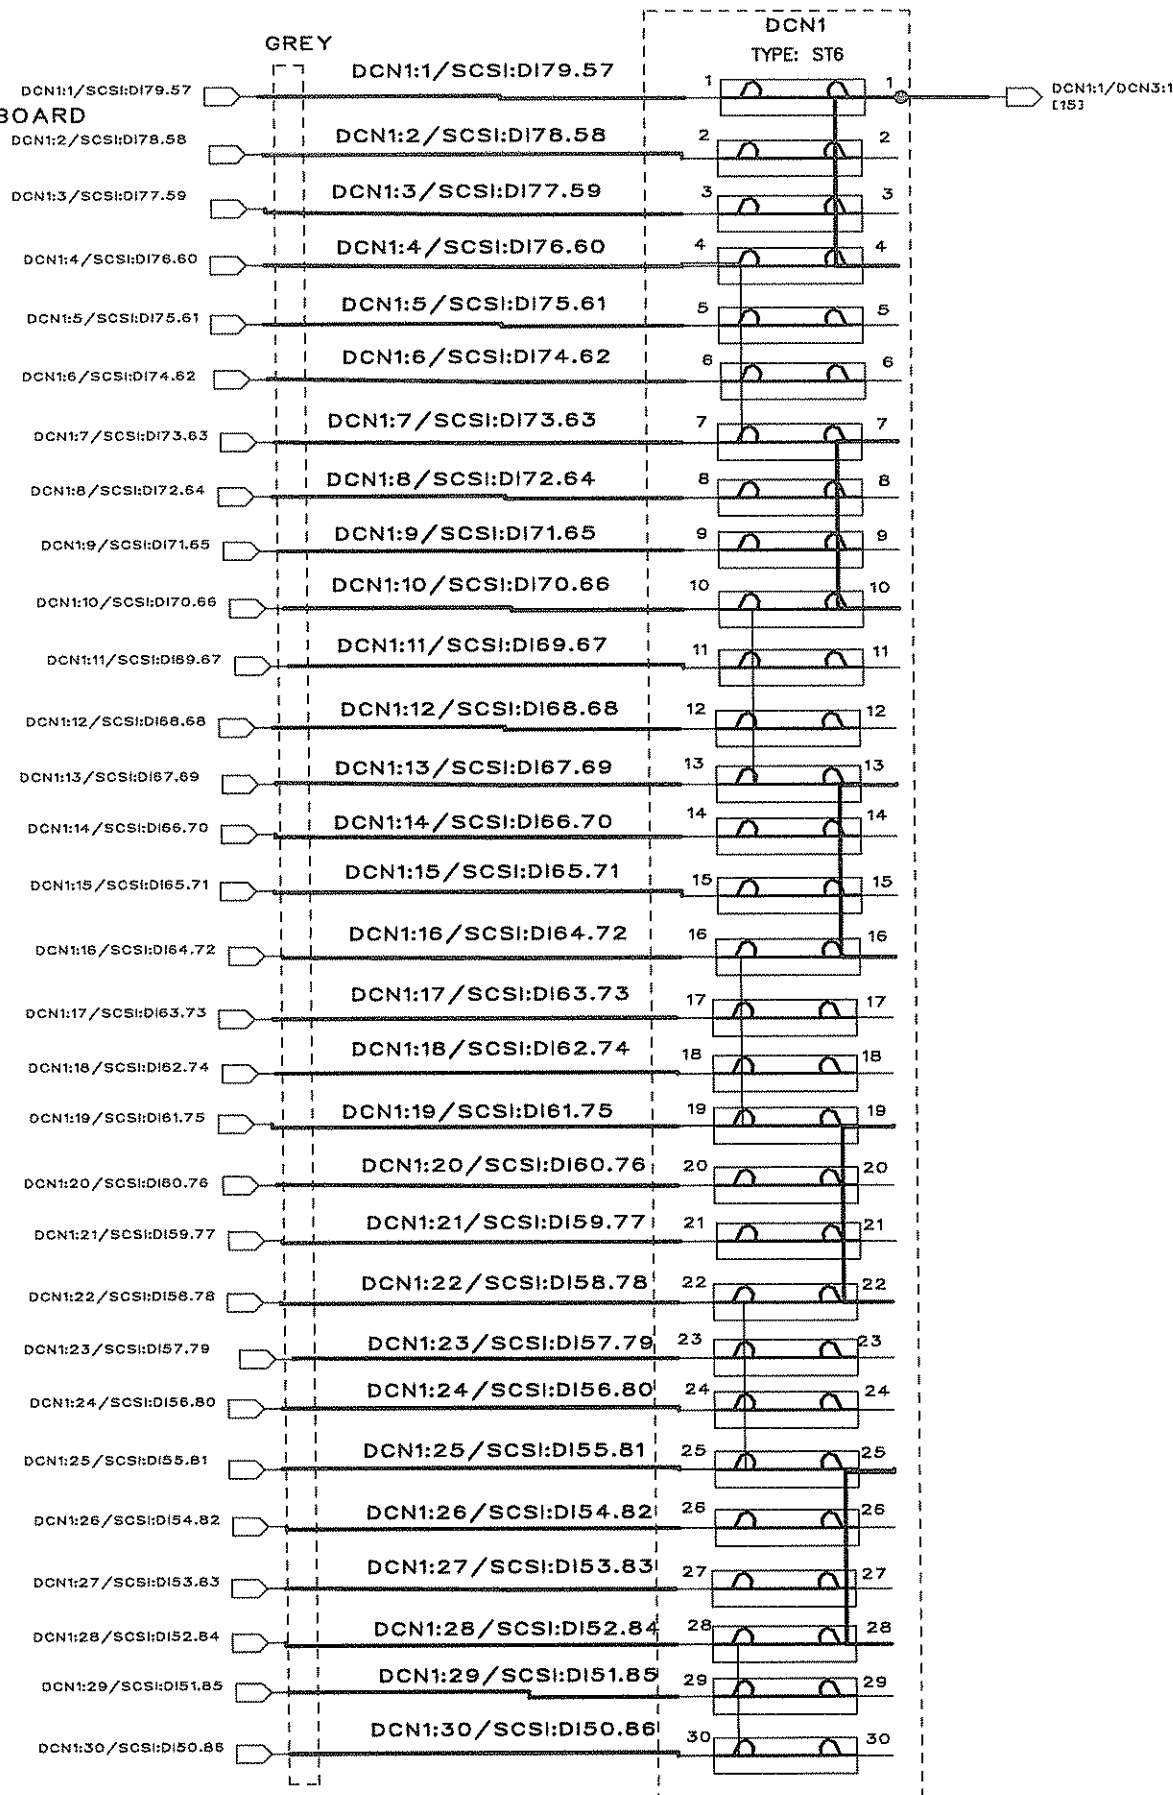 DCN1
GREY
TYPE: ST6
DCN1:1/SCSI:DI79.57 DCN1:1/SCSI:DI79.57 1 1 DCN1:1/DCN3:1
[15]
BOARD
DCN1:2/SCSI:DI78.58 DCN1:2/SCSI:DI78.58 2 2
DCN1:3/SCSI:DI77.59 DCN1:3/SCSI:DI77.59 3 3
DCN1:4/SCSI:DI76.60 DCN1:4/SCSI:DI76.60 4 4
DCN1:5/SCSI:DI75.61 DCN1:5/SCSI:DI75.61 5 5
DCN1:6/SCSI:DI74.62 DCN1:6/SCSI:DI74.62 6 6
DCN1:7/SCSI:DI73.63 DCN1:7/SCSI:DI73.63 7 7
DCN1:8/SCSI:DI72.64 DCN1:8/SCSI:DI72.64 8 8
DCN1:9/SCSI:DI71.65 DCN1:9/SCSI:DI71.65 9 9
DCN1:10/SCSI:DI70.66 DCN1:10/SCSI:DI70.66 10 10
DCN1:11/SCSI:DI69.67 DCN1:11/SCSI:DI69.67 11 11
DCN1:12/SCSI:DI68.68 DCN1:12/SCSI:DI68.68 12 12
DCN1:13/SCSI:DI67.69 DCN1:13/SCSI:DI67.69 13 13
DCN1:14/SCSI:DI66.70 DCN1:14/SCSI:DI66.70 14 14
DCN1:15/SCSI:DI65.71 DCN1:15/SCSI:DI65.71 15 15
DCN1:16/SCSI:DI64.72 DCN1:16/SCSI:DI64.72 16 16
DCN1:17/SCSI:DI63.73 DCN1:17/SCSI:DI63.73 17 17
DCN1:18/SCSI:DI62.74 DCN1:18/SCSI:DI62.74 18 18
DCN1:19/SCSI:DI61.75 DCN1:19/SCSI:DI61.75 19 19
DCN1:20/SCSI:DI60.76 DCN1:20/SCSI:DI60.76 20 20
DCN1:21/SCSI:DI59.77 DCN1:21/SCSI:DI59.77 21 21
DCN1:22/SCSI:DI58.78 DCN1:22/SCSI:DI58.78 22 22
DCN1:23/SCSI:DI57.79 DCN1:23/SCSI:DI57.79 23 23
DCN1:24/SCSI:DI56.80 DCN1:24/SCSI:DI56.80 24 24
DCN1:25/SCSI:DI55.81 DCN1:25/SCSI:DI55.81 25 25
DCN1:26/SCSI:DI54.82 DCN1:26/SCSI:DI54.82 26 26
DCN1:27/SCSI:DI53.83 DCN1:27/SCSI:DI53.83 27 27
DCN1:28/SCSI:DI52.84 DCN1:28/SCSI:DI52.84 28 28
DCN1:29/SCSI:DI51.85 DCN1:29/SCSI:DI51.85 29 29
DCN1:30/SCSI:DI50.86 DCN1:30/SCSI:DI50.86 30 30